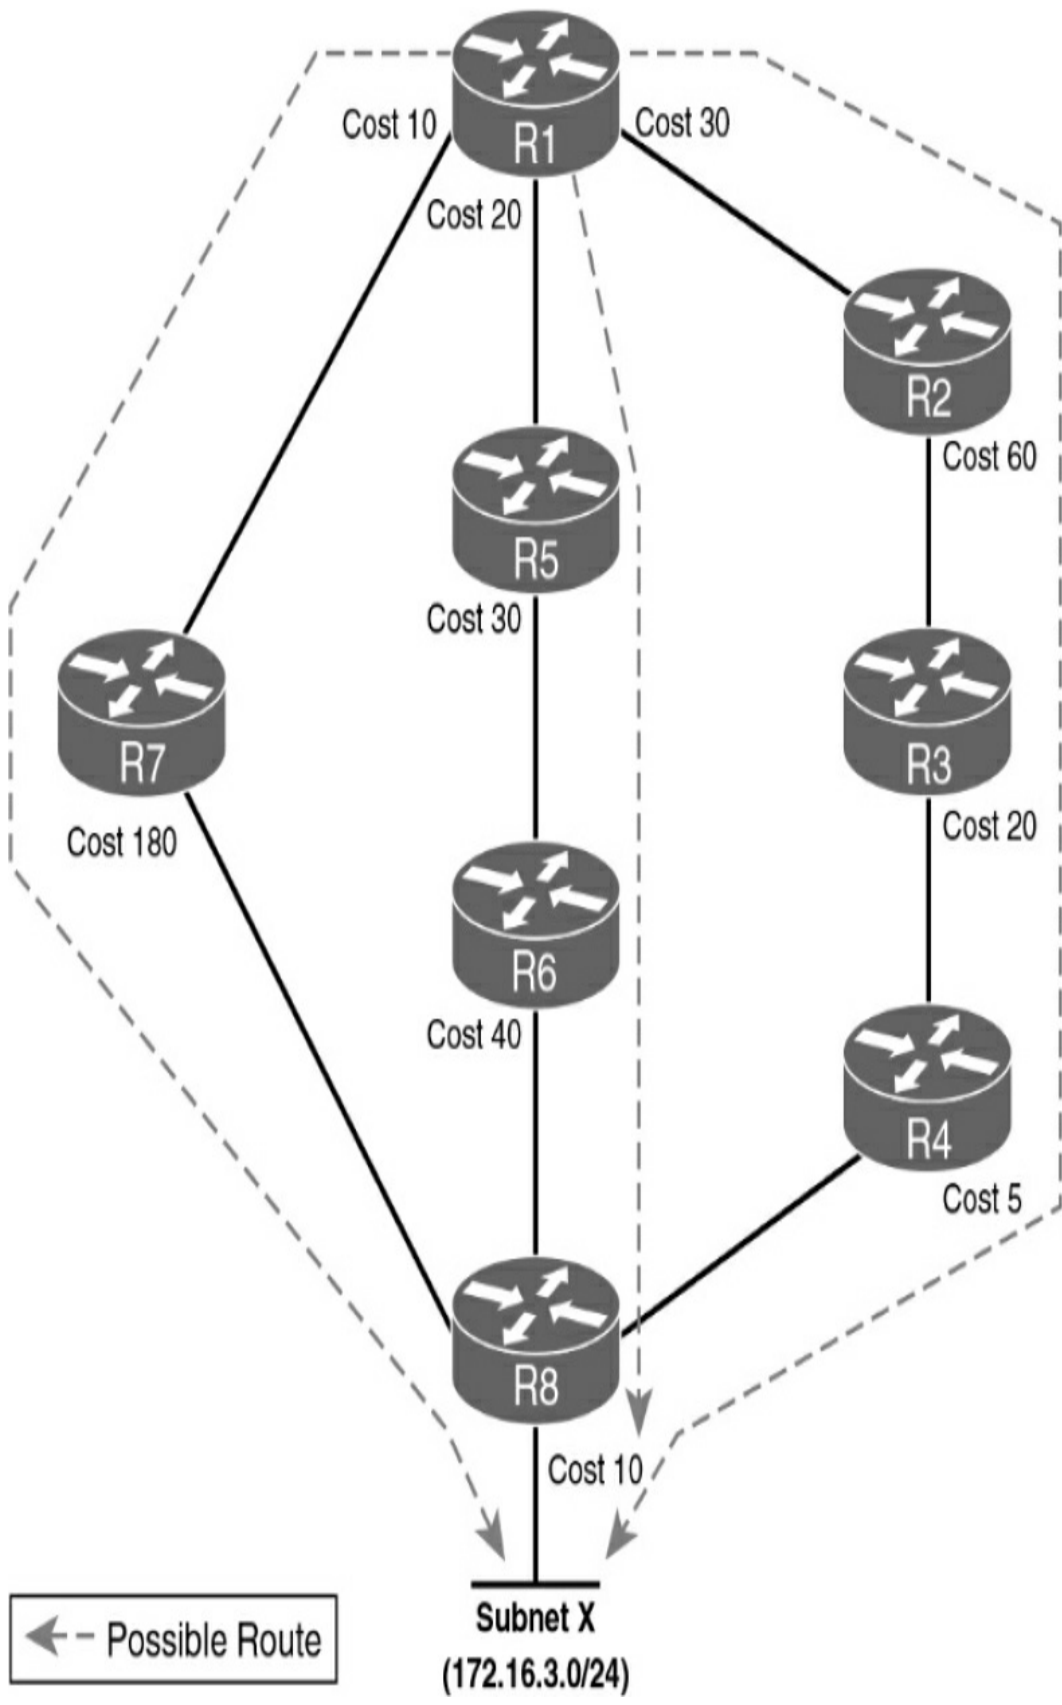 R1
Cost 10
Cost 30
Cost 20
R2
Cost 60
R5
Cost 30
R7
Cost 180
R3
Cost 20
R6
Cost 40
R4
Cost 5
R8
Cost 10
Subnet X
(172.16.3.0/24)
Possible Route